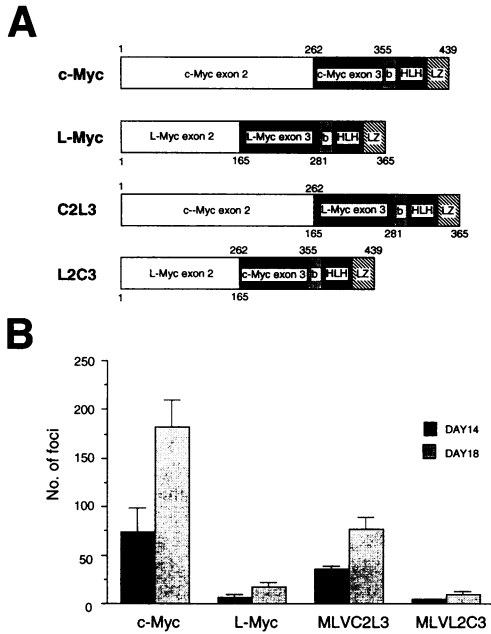 A
1 262 355 439
c-Myc c-Myc exon 2 c-Myc exon 3 b HLH LZ
L-Myc L-Myc exon 2 L-Myc exon 3 b HLH LZ
1 165 281 365
1 262
C2L3 c--Myc exon 2 L-Myc exon 3 b HLH LZ
165 281 365
262 355 439
L2C3 L-Myc exon 2 c-Myc exon 3 b HLH LZ
1 165
B
No. of foci
250
200
150
100
50
0
DAY14
DAY18
c-Myc L-Myc MLVC2L3 MLVL2C3